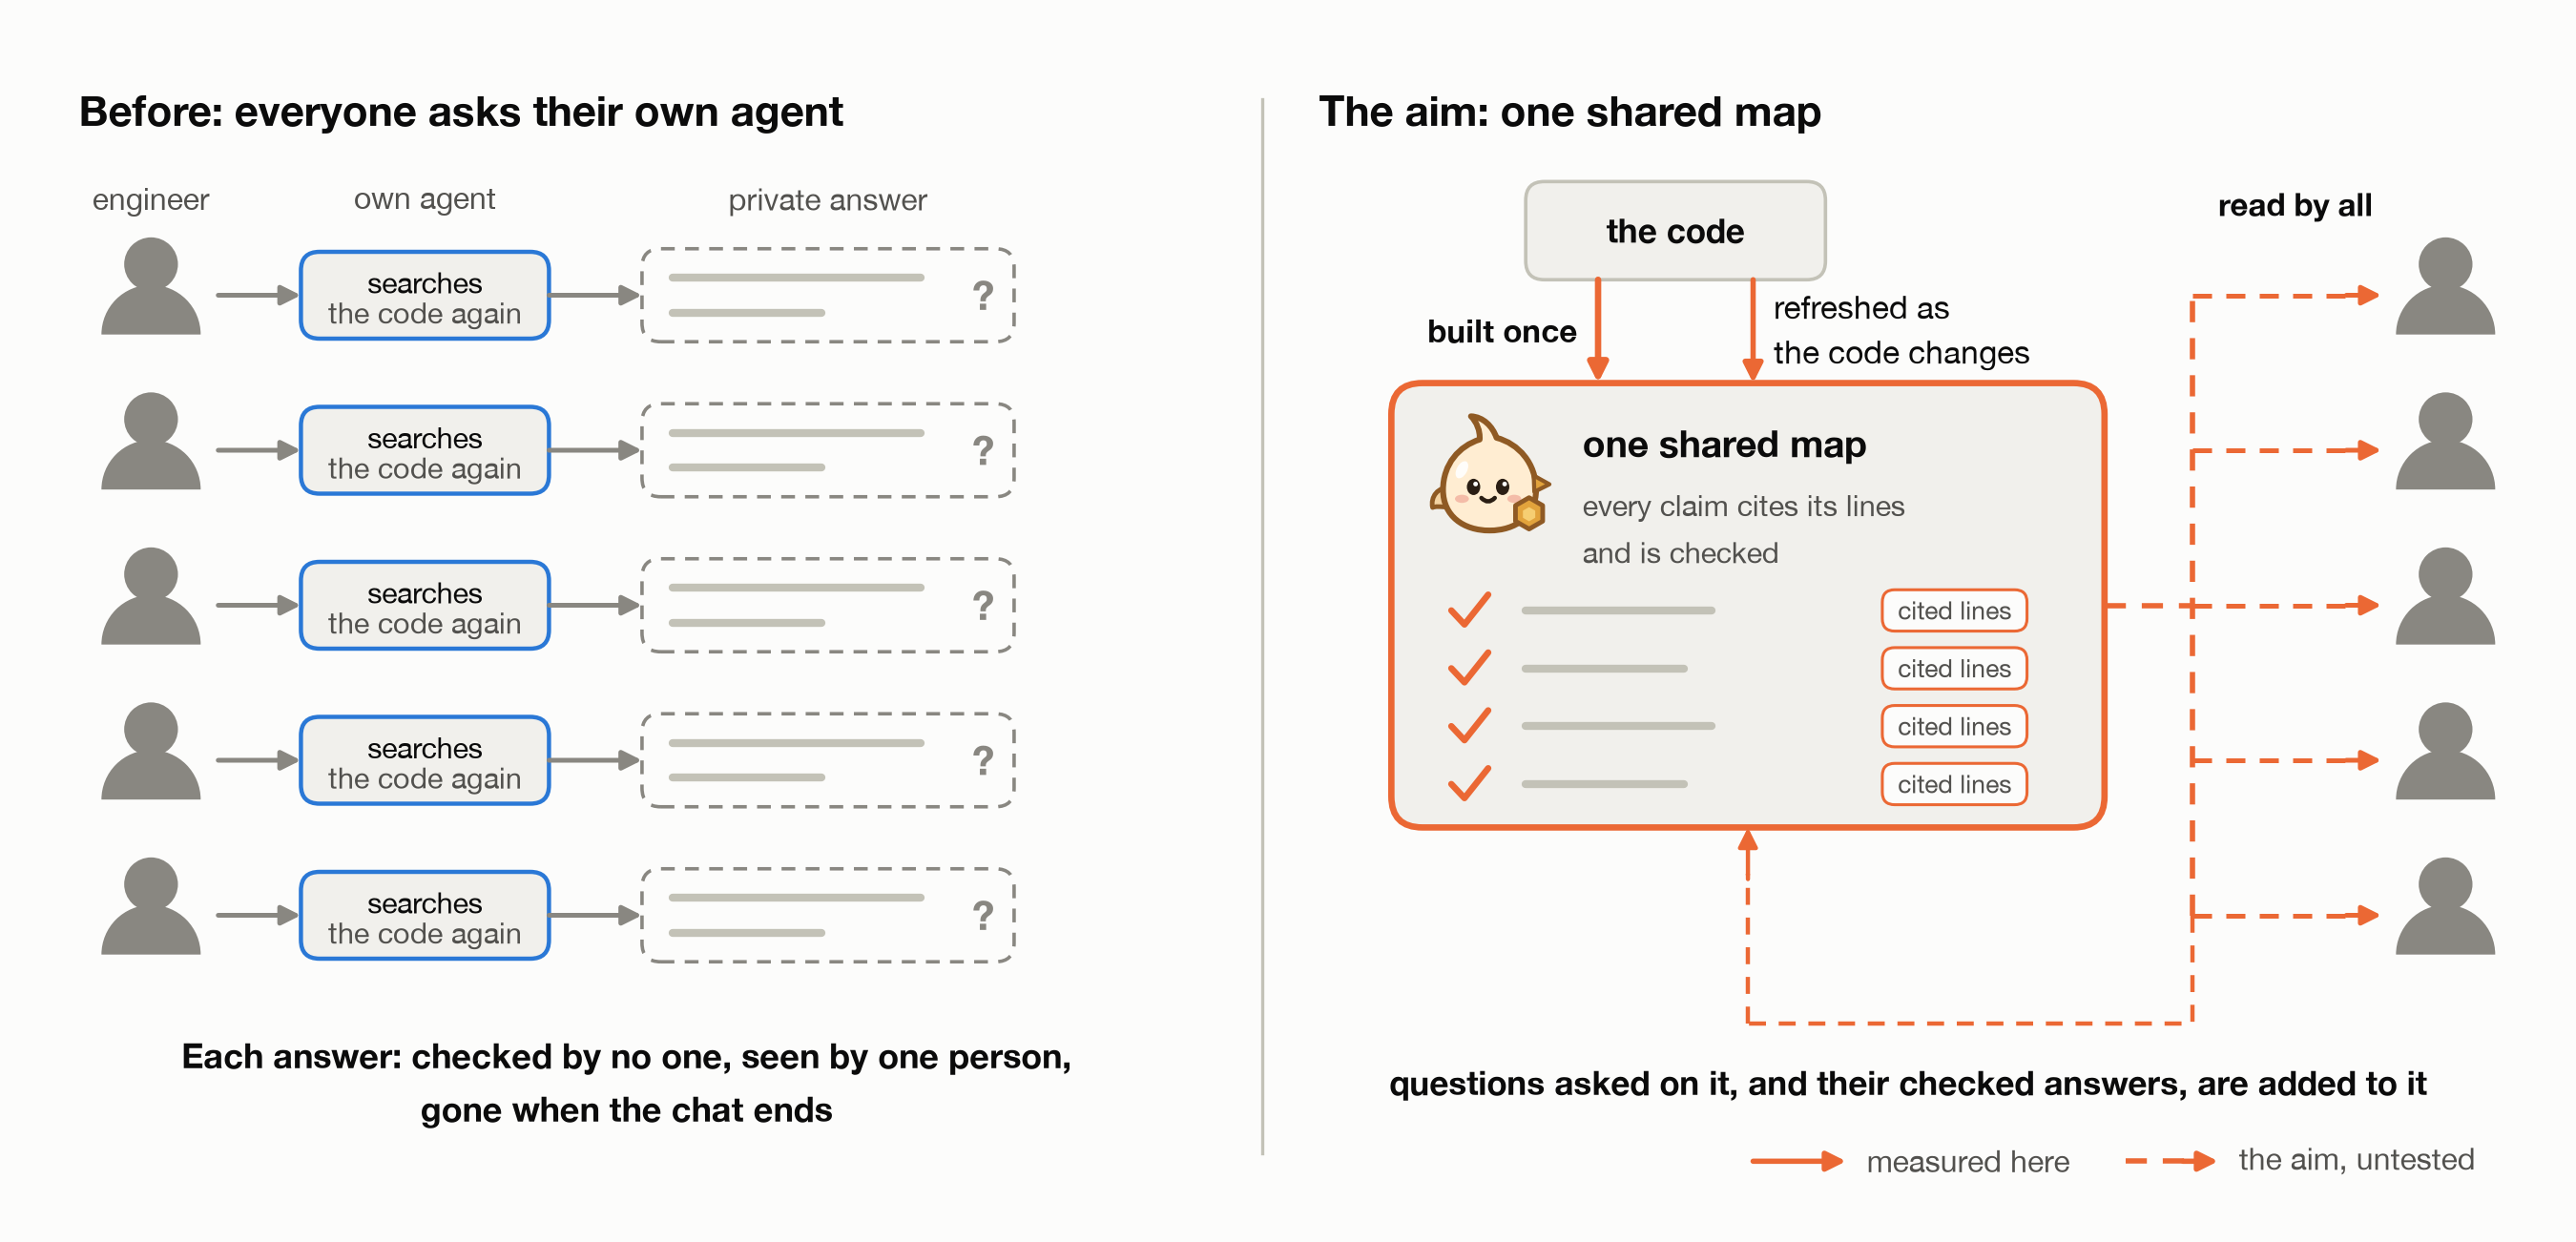 Before: everyone asks their own agent
engineer
own agent
private answer
searches
the code again
?
searches
the code again
?
searches
the code again
?
searches
the code again
?
searches
the code again
?
Each answer: checked by no one, seen by one person,
gone when the chat ends
The aim: one shared map
the code
read by all
built once
refreshed as
the code changes
one shared map
every claim cites its lines
and is checked
cited lines
cited lines
cited lines
cited lines
questions asked on it, and their checked answers, are added to it
measured here
the aim, untested